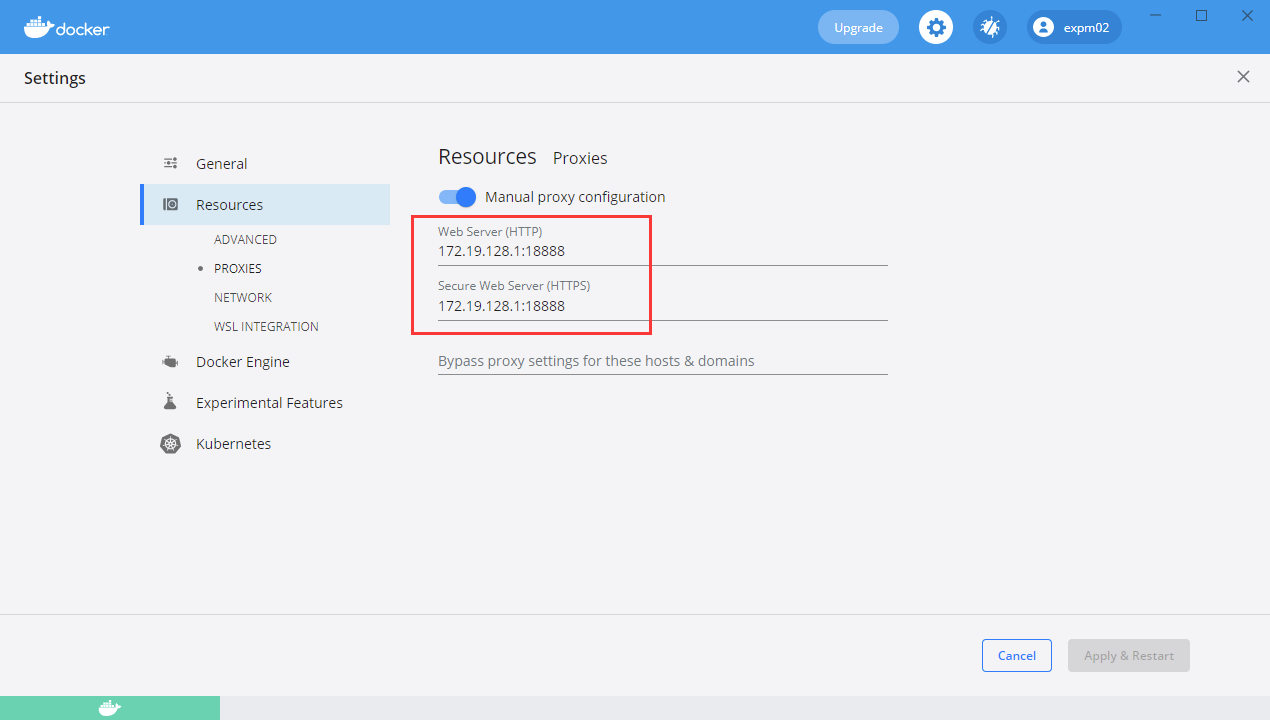 docker
Upgrade
expm02
Settings
General
Resources
ADVANCED
PROXIES
NETWORK
WSL INTEGRATION
Docker Engine
Experimental Features
Kubernetes
Resources Proxies
Manual proxy configuration
Web Server (HTTP)
172.19.128.1:18888
Secure Web Server (HTTPS)
172.19.128.1:18888
Bypass proxy settings for these hosts & domains
Cancel
Apply & Restart